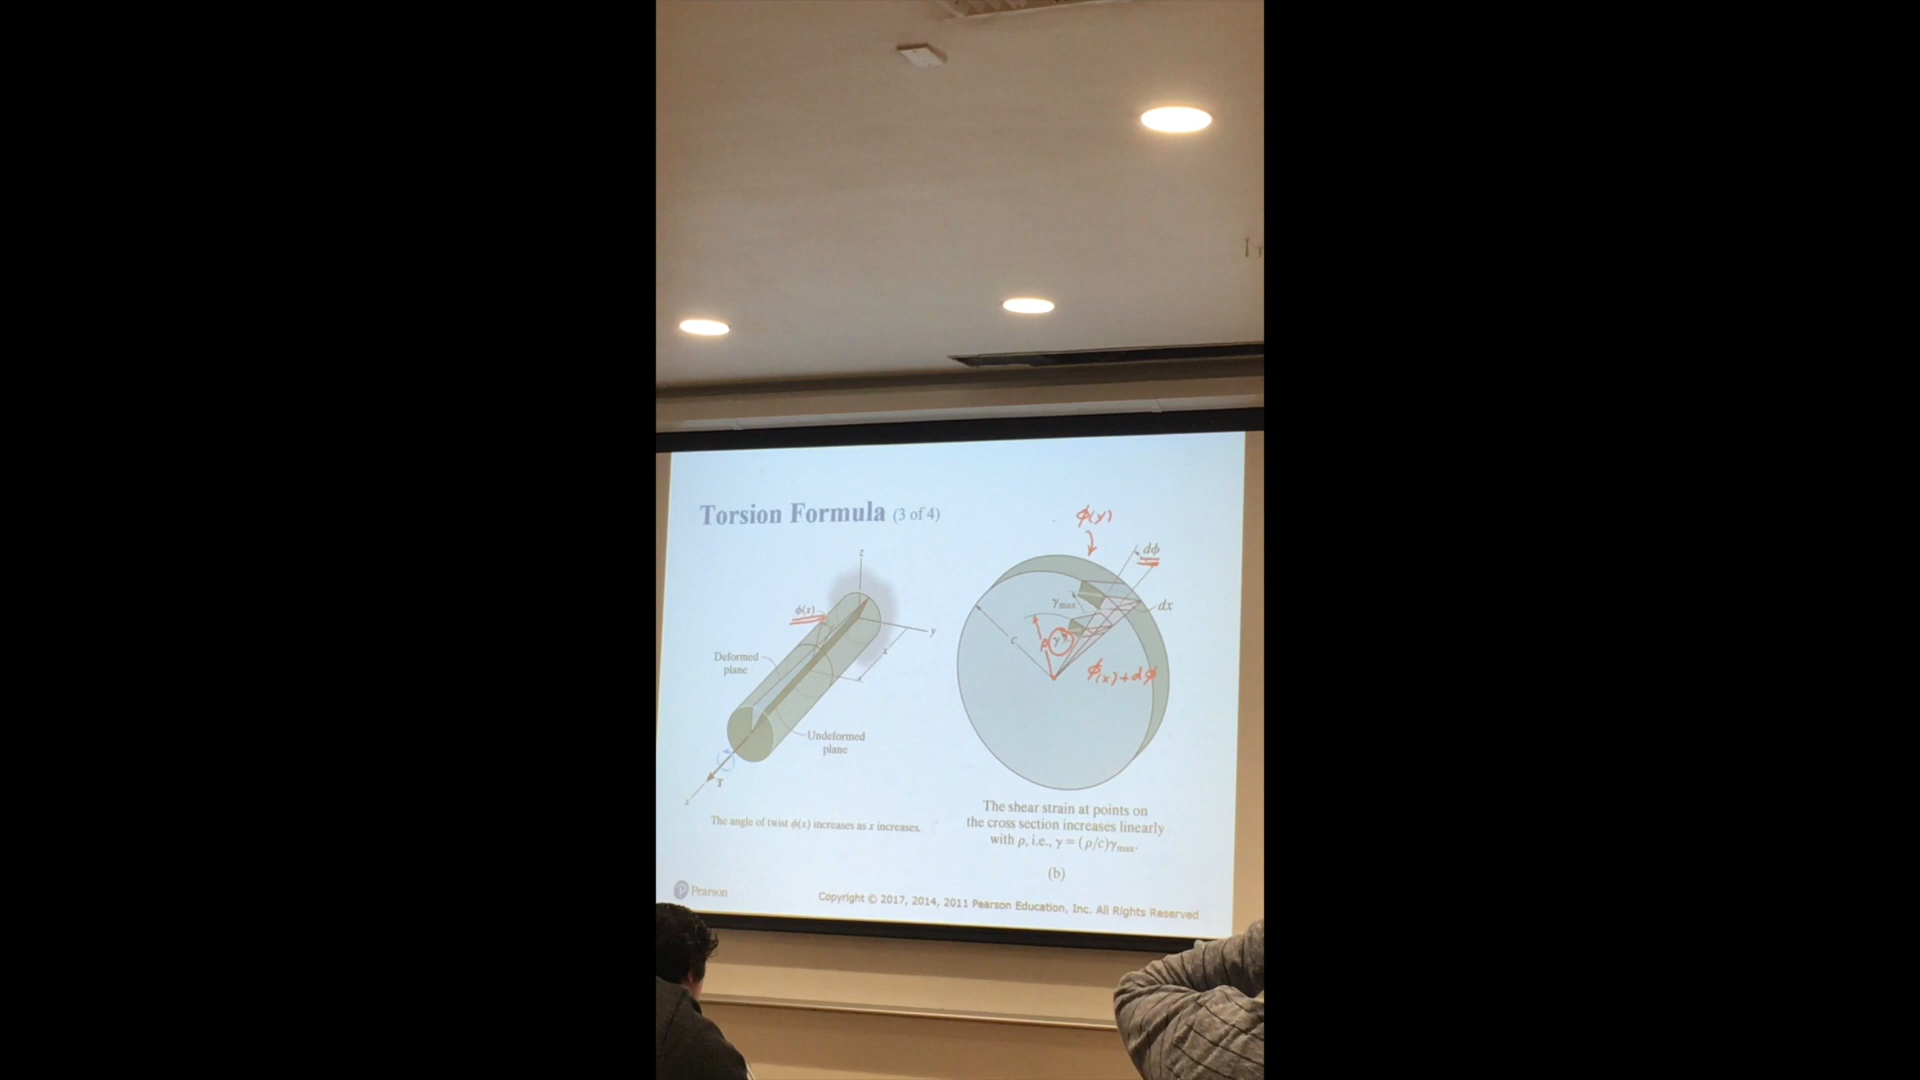 Torsion Formula (3 of 4)
z
ϕ(x)
y
x
Deformed
plane
Undeformed
plane
T
x
The angle of twist ϕ(x) increases as x increases.
ϕ(x)
dϕ
γmax
dx
c
ρ
γ
ϕ(x)+dϕ
The shear strain at points on
the cross section increases linearly
with ρ, i.e., γ = (ρ/c)γmax.
(b)
P Pearson
Copyright © 2017, 2014, 2011 Pearson Education, Inc. All Rights Reserved